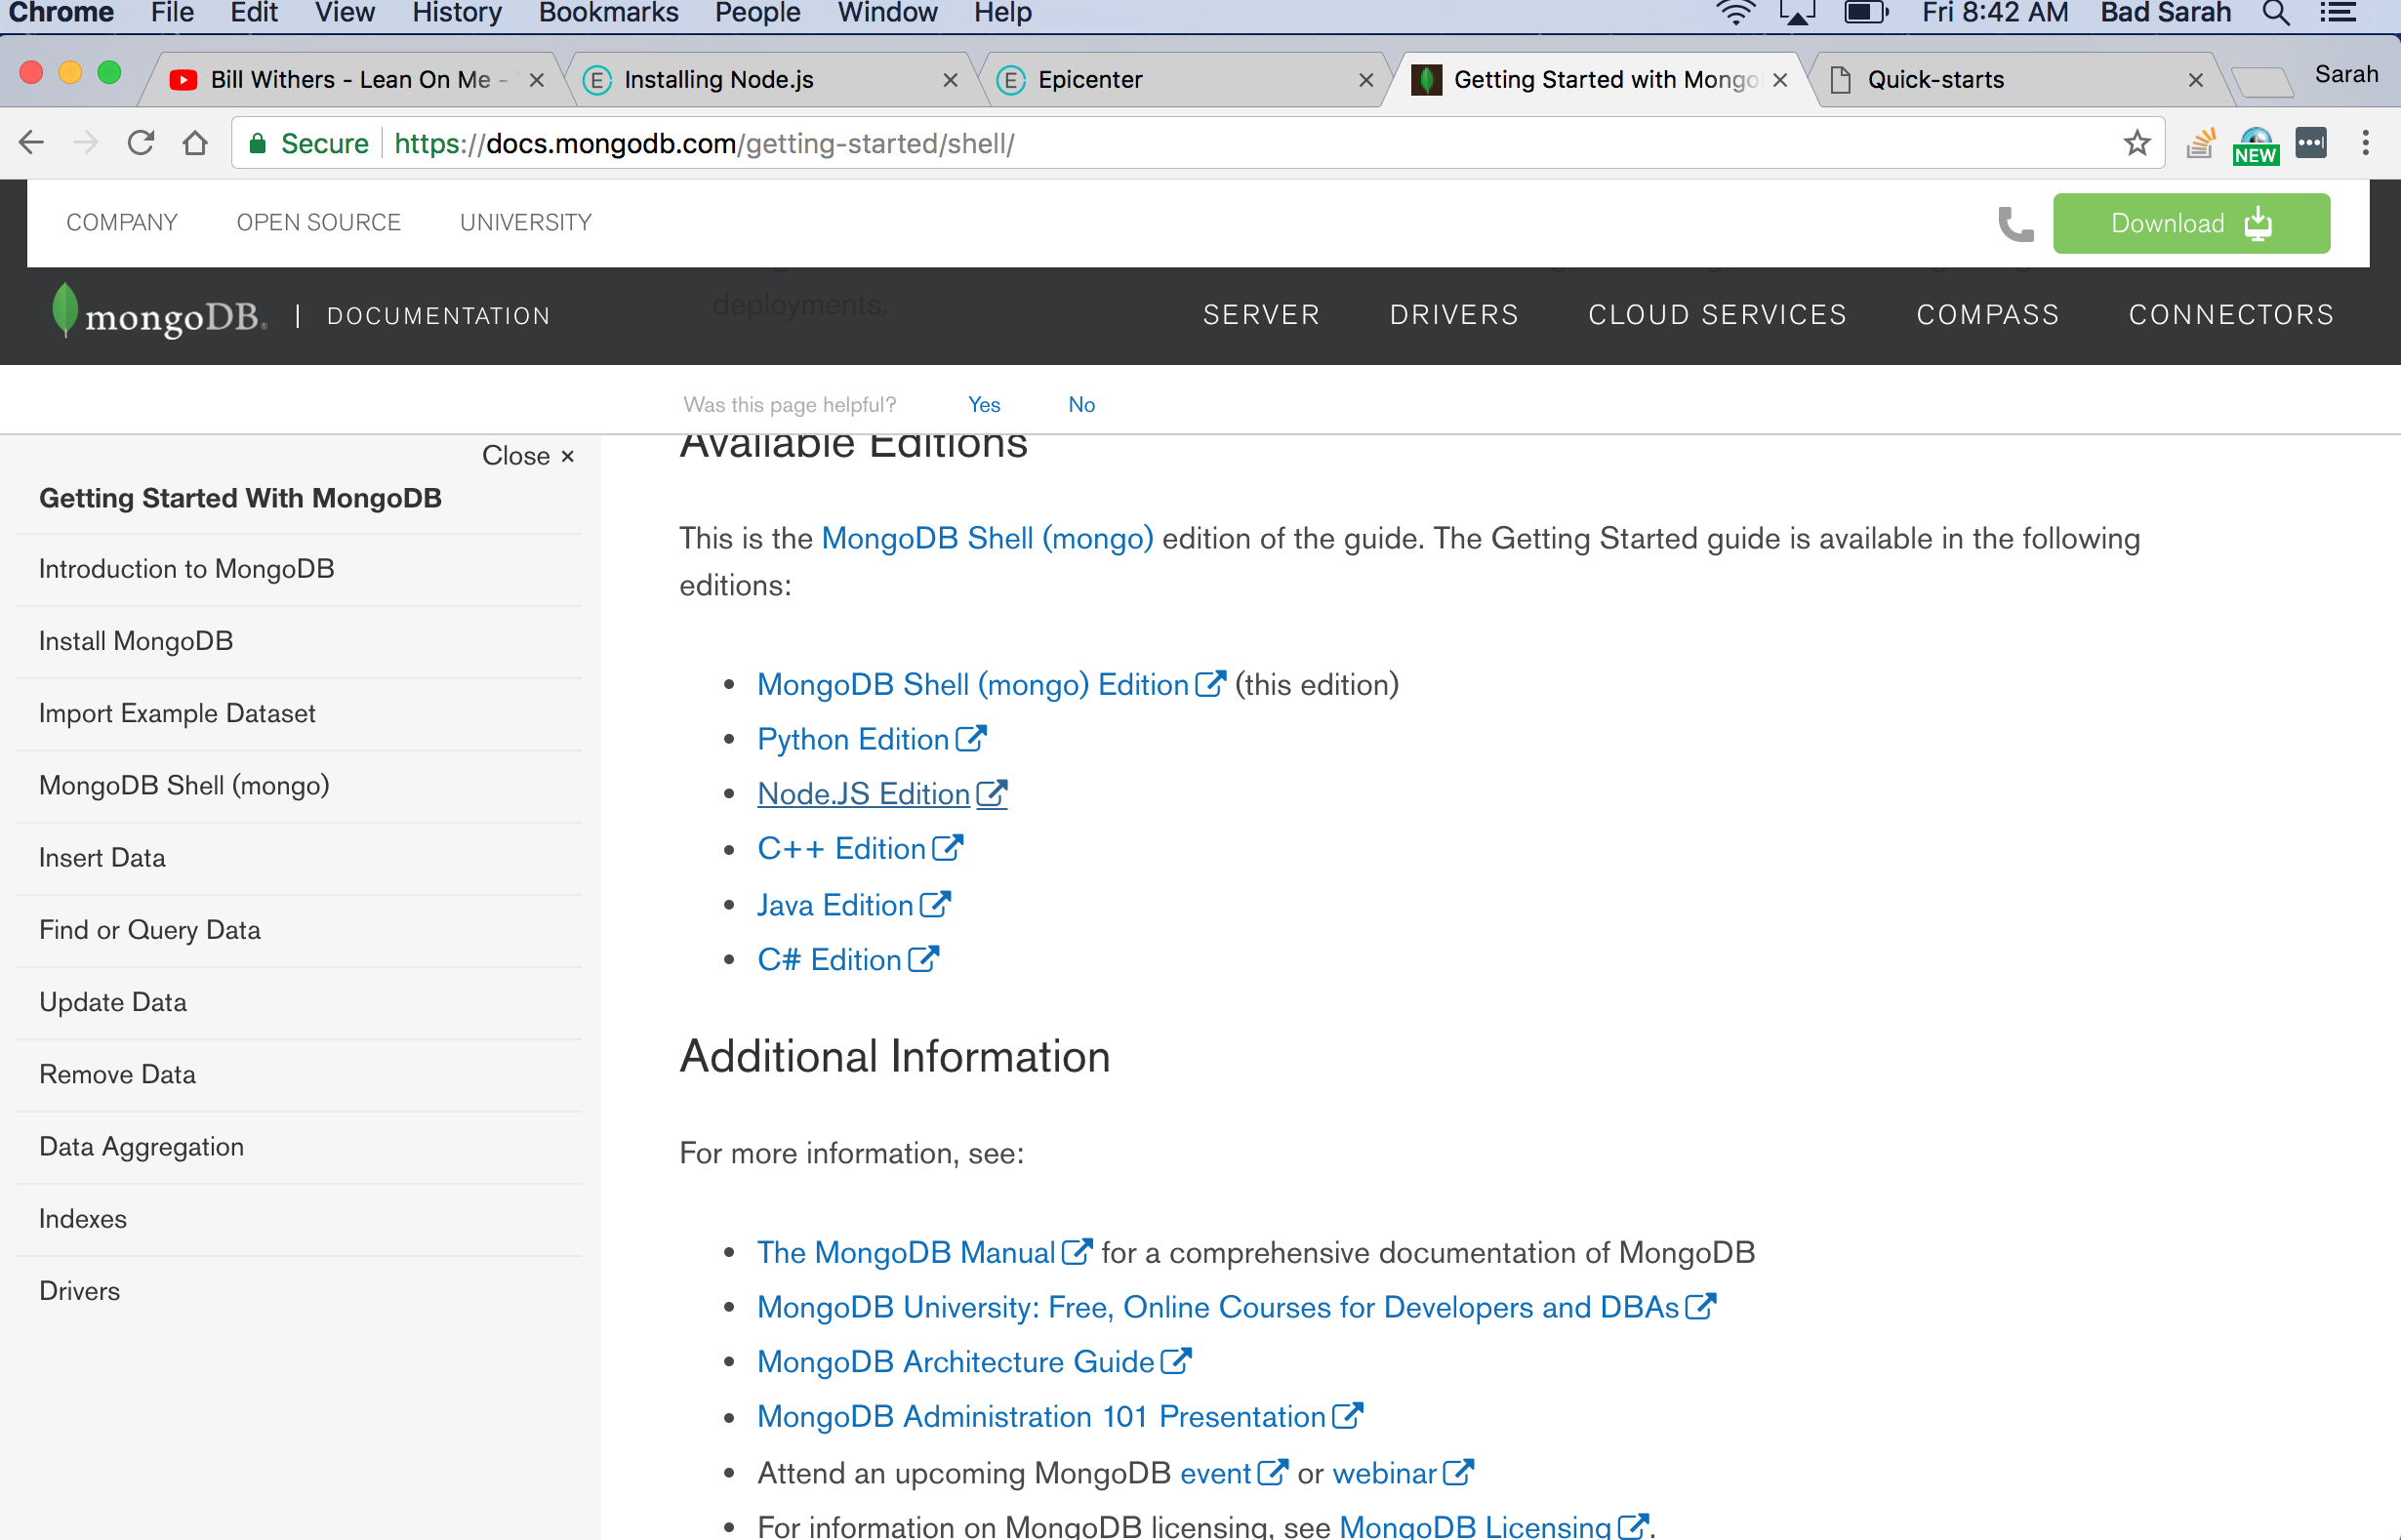 Chrome File Edit View History Bookmarks People Window Help Fri 8:42 AM Bad Sarah
Bill Withers - Lean On Me - Installing Node.js Epicenter Getting Started with Mongo Quick-starts Sarah
Secure https://docs.mongodb.com/getting-started/shell/ NEW
COMPANY OPEN SOURCE UNIVERSITY Download
deployments.
mongoDB. | DOCUMENTATION SERVER DRIVERS CLOUD SERVICES COMPASS CONNECTORS
Was this page helpful? Yes No
Close ×
Getting Started With MongoDB
Introduction to MongoDB
Install MongoDB
Import Example Dataset
MongoDB Shell (mongo)
Insert Data
Find or Query Data
Update Data
Remove Data
Data Aggregation
Indexes
Drivers
Available Editions
This is the MongoDB Shell (mongo) edition of the guide. The Getting Started guide is available in the following
editions:
• MongoDB Shell (mongo) Edition (this edition)
• Python Edition
• Node.JS Edition
• C++ Edition
• Java Edition
• C# Edition
Additional Information
For more information, see:
• The MongoDB Manual for a comprehensive documentation of MongoDB
• MongoDB University: Free, Online Courses for Developers and DBAs
• MongoDB Architecture Guide
• MongoDB Administration 101 Presentation
• Attend an upcoming MongoDB event or webinar
• For information on MongoDB licensing, see MongoDB Licensing.